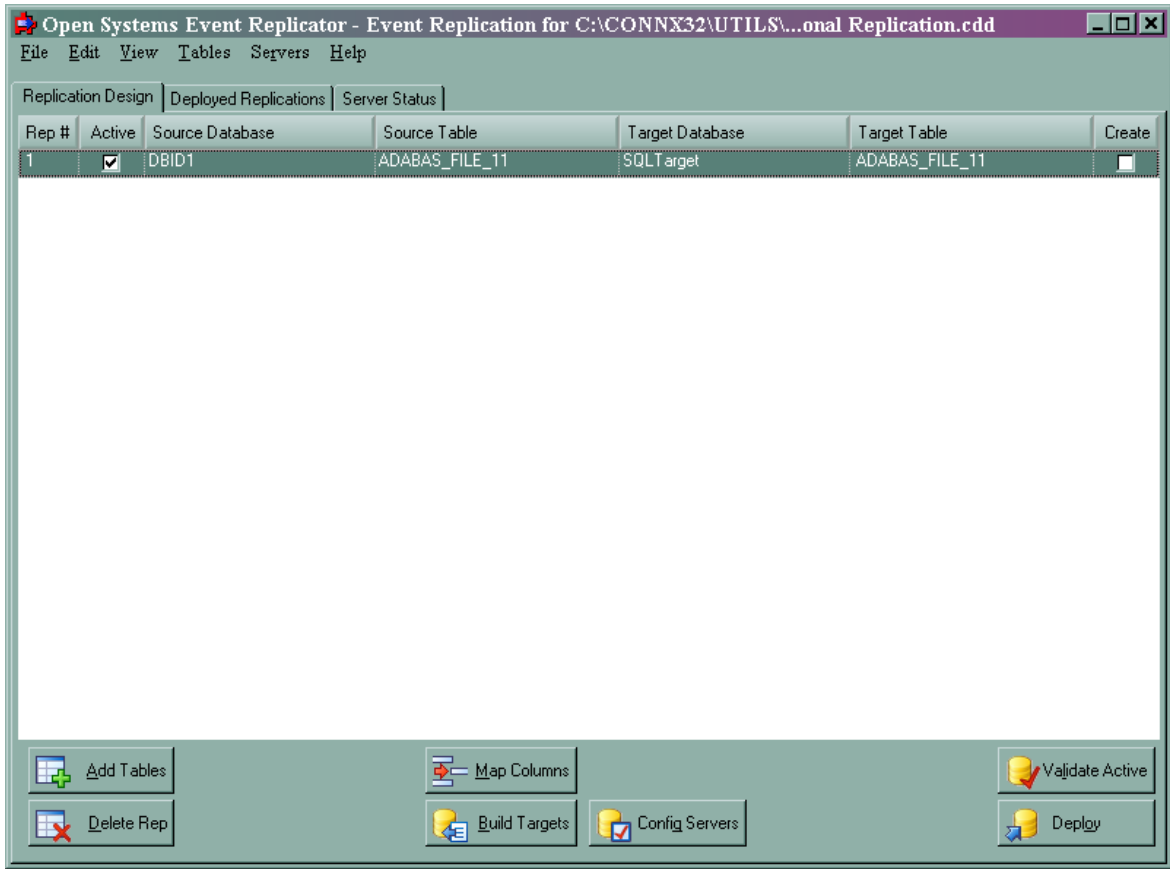 Open Systems Event Replicator - Event Replication for C:\CONNX32\UTILS\...onal Replication.cdd
File Edit View Tables Servers Help
Replication Design Deployed Replications Server Status
Rep # Active Source Database Source Table Target Database Target Table Create
1 DBID1 ADABAS_FILE_11 SQLTarget ADABAS_FILE_11
Add Tables Map Columns Validate Active
Delete Rep Build Targets Config Servers Deploy